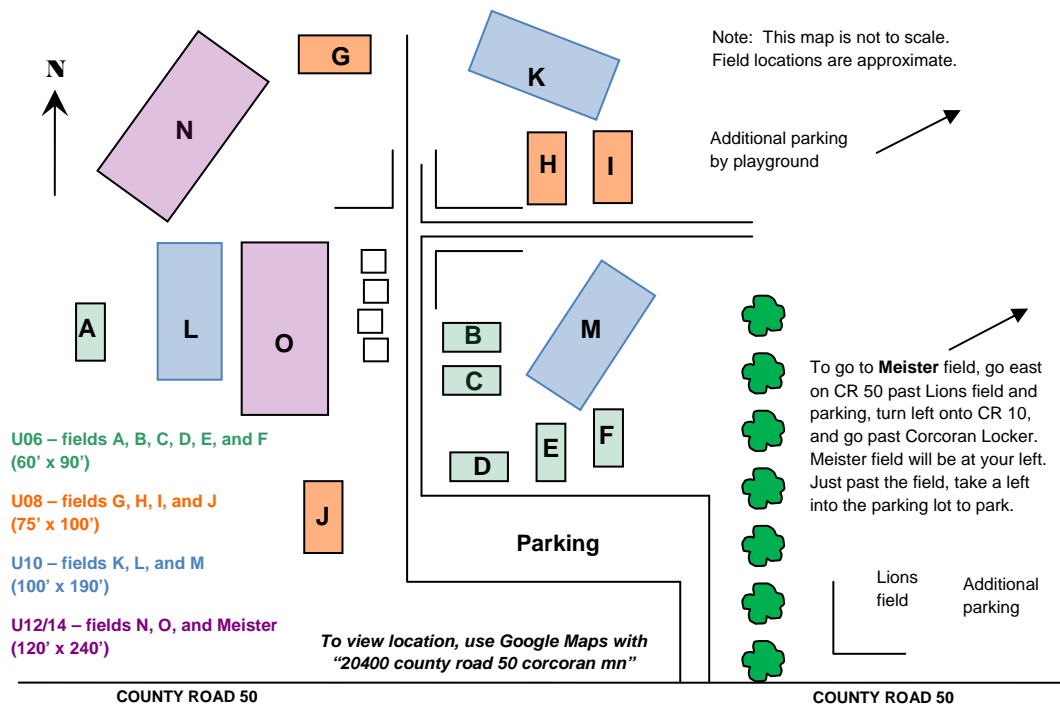 G
Note:  This map is not to scale.
Field locations are approximate.
N
K
N
Additional parking
by playground
H
I
A
L
O
B
M
C
To go to Meister field, go east
on CR 50 past Lions field and
parking, turn left onto CR 10,
and go past Corcoran Locker.
Meister field will be at your left.
Just past the field, take a left
into the parking lot to park.
U06 – fields A, B, C, D, E, and F
(60’ x 90’)
D
E
F
U08 – fields G, H, I, and J
(75’ x 100’)
J
Parking
U10 – fields K, L, and M
(100’ x 190’)
Lions
field
Additional
parking
U12/14 – fields N, O, and Meister
(120’ x 240’)
To view location, use Google Maps with
“20400 county road 50 corcoran mn”
COUNTY ROAD 50
COUNTY ROAD 50